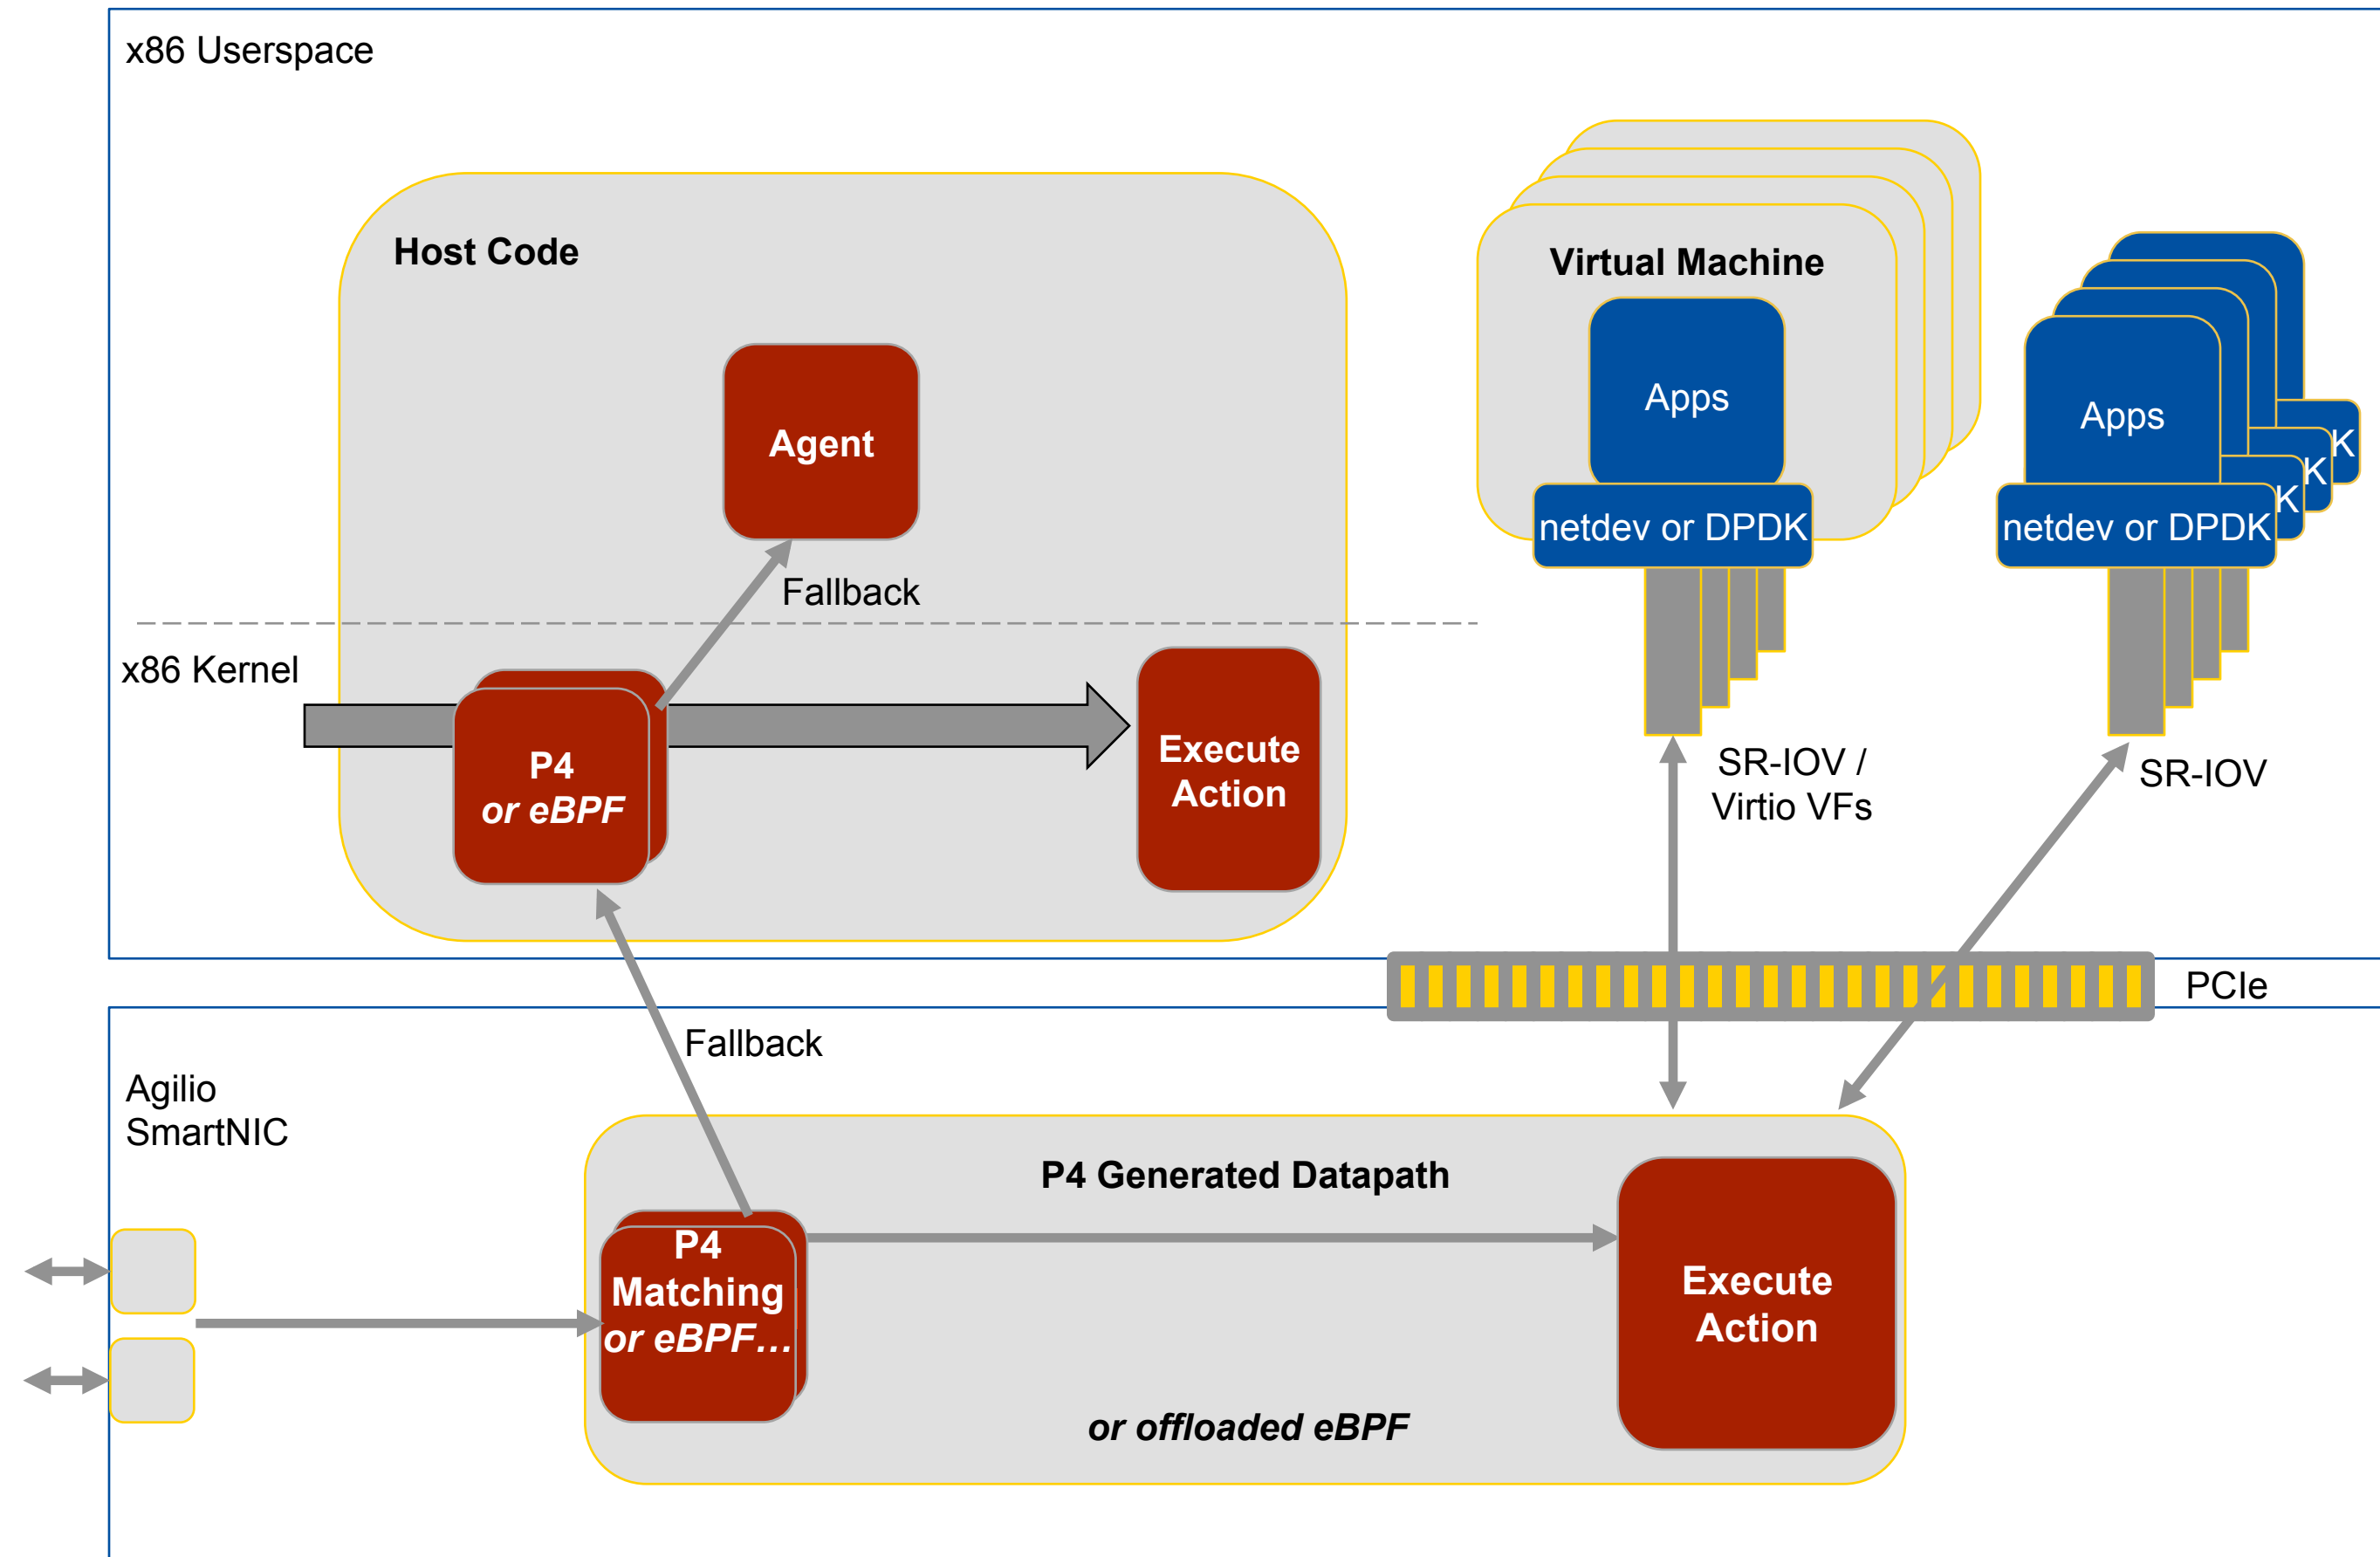 x86 Userspace
Host Code
Agent
Fallback
x86 Kernel
P4
or eBPF
Execute
Action
Virtual Machine
Apps
netdev or DPDK
Apps
netdev or DPDK
K
K
K
SR-IOV /
Virtio VFs
SR-IOV
PCIe
Fallback
Agilio
SmartNIC
P4 Generated Datapath
P4
Matching
or eBPF...
Execute
Action
or offloaded eBPF